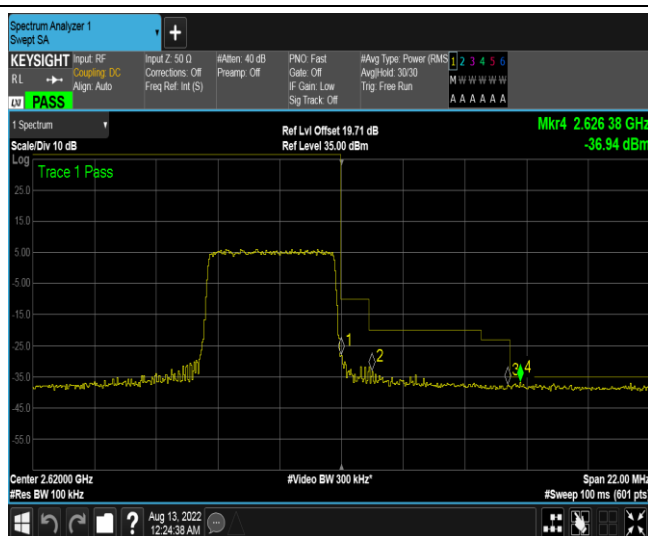 Spectrum Analyzer 1
Swept SA
+
KEYSIGHT Input: RF Input Z: 50 Ω #Atten: 40 dB PNO: Fast #Avg Type: Power (RMS 1 2 3 4 5 6
RL Coupling: DC Corrections: Off Preamp: Off Gate: Off Avg|Hold: 30/30 M W W W W W
Align: Auto Freq Ref: Int (S) IF Gain: Low Trig: Free Run
LXI PASS Sig Track: Off A A A A A A
1 Spectrum Ref Lvl Offset 19.71 dB Mkr4 2.626 38 GHz
Scale/Div 10 dB Ref Level 35.00 dBm -36.94 dBm
Log Trace 1 Pass
25.0
15.0
5.00
-5.00
-15.0
-25.0 1
2
-35.0 3 4
-45.0
-55.0
Center 2.62000 GHz #Video BW 300 kHz* Span 22.00 MHz
#Res BW 100 kHz #Sweep 100 ms (601 pts
? Aug 13, 2022
12:24:38 AM